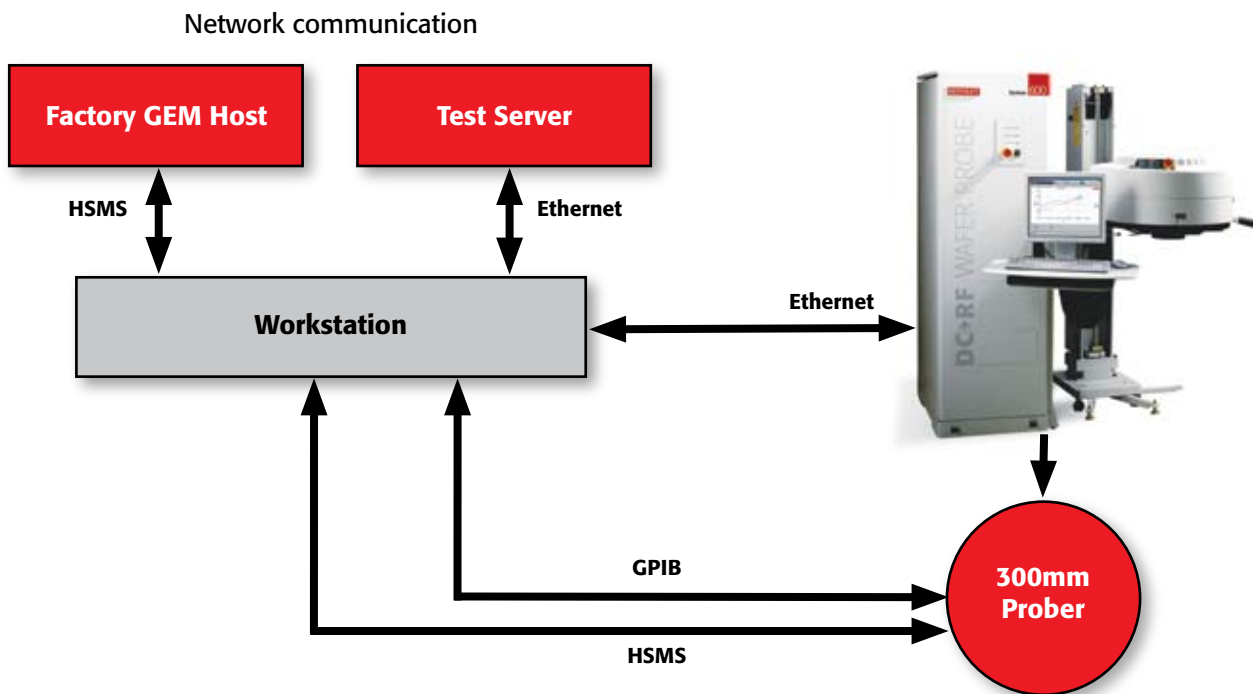 Network communication
Factory GEM Host
Test Server
HSMS
Ethernet
Workstation
Ethernet
DC+RF WAFER PROBE
600
GPIB
300mm
Prober
HSMS